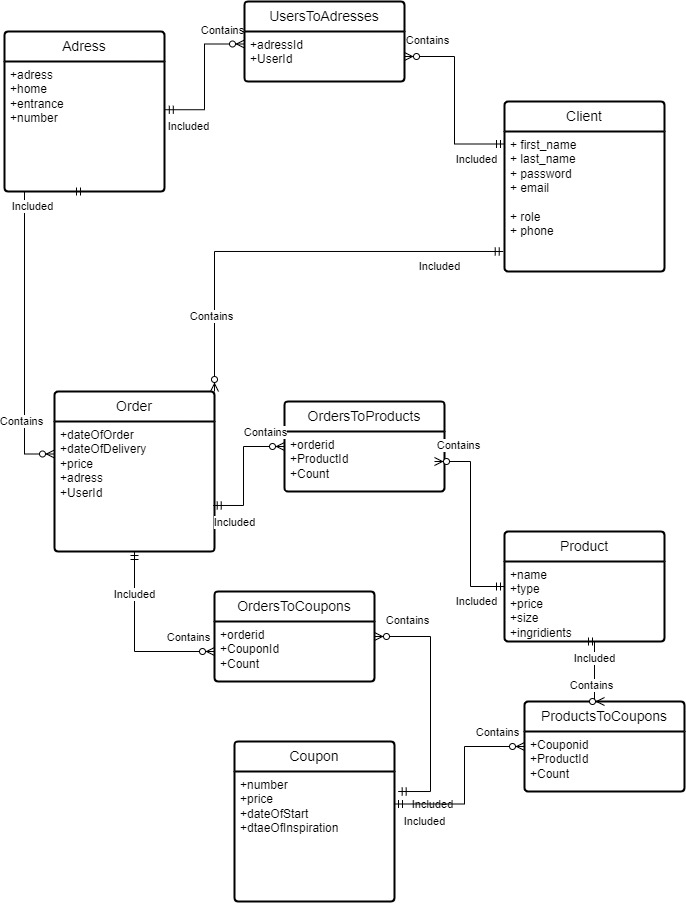 UsersToAdresses
+adressId
+UserId
Contains
Contains
Adress
+adress
+home
+entrance
+number
Included
Included
Client
+ first_name
+ last_name
+ password
+ email
+ role
+ phone
Included
Included
Contains
Contains
Order
+dateOfOrder
+dateOfDelivery
+price
+adress
+UserId
OrdersToProducts
+orderid
+ProductId
+Count
Contains
Contains
Included
Included
Product
+name
+type
+price
+size
+ingridients
Included
Included
Contains
OrdersToCoupons
+orderid
+CouponId
+Count
Contains
Contains
ProductsToCoupons
+Couponid
+ProductId
+Count
Contains
Coupon
+number
+price
+dateOfStart
+dtaeOfInspiration
Included
Included